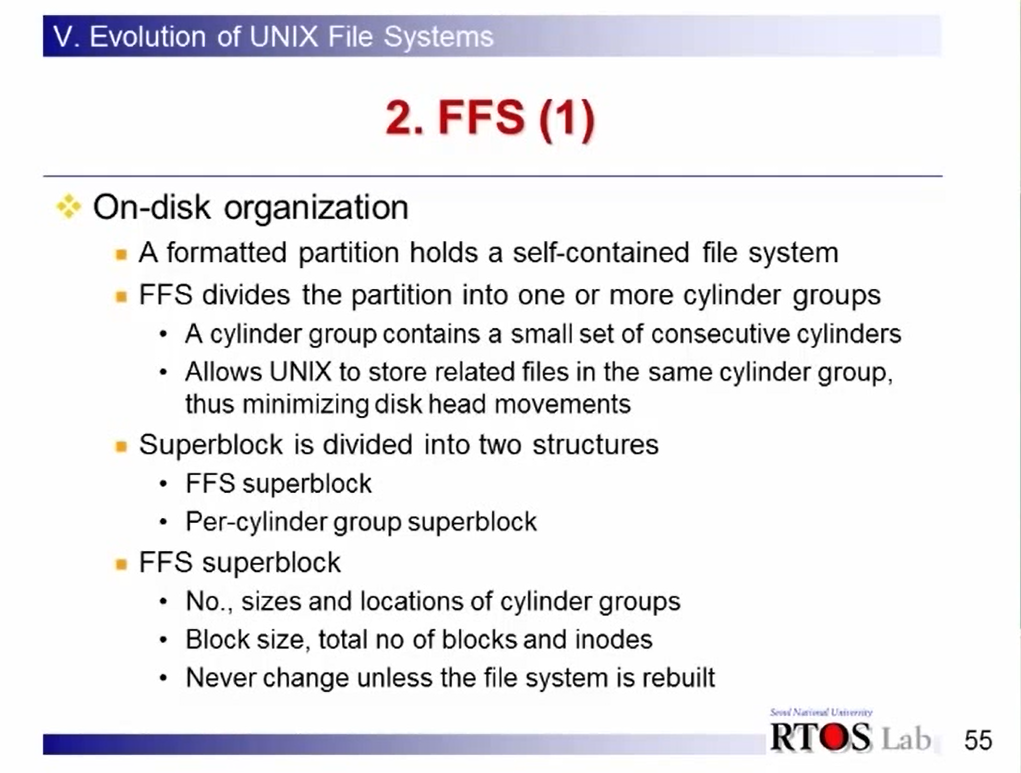 V. Evolution of UNIX File Systems
2. FFS (1)
On-disk organization
A formatted partition holds a self-contained file system
FFS divides the partition into one or more cylinder groups
• A cylinder group contains a small set of consecutive cylinders
• Allows UNIX to store related files in the same cylinder group,
thus minimizing disk head movements
Superblock is divided into two structures
• FFS superblock
• Per-cylinder group superblock
FFS superblock
• No., sizes and locations of cylinder groups
• Block size, total no of blocks and inodes
• Never change unless the file system is rebuilt
Seoul National University
RTOS Lab
55